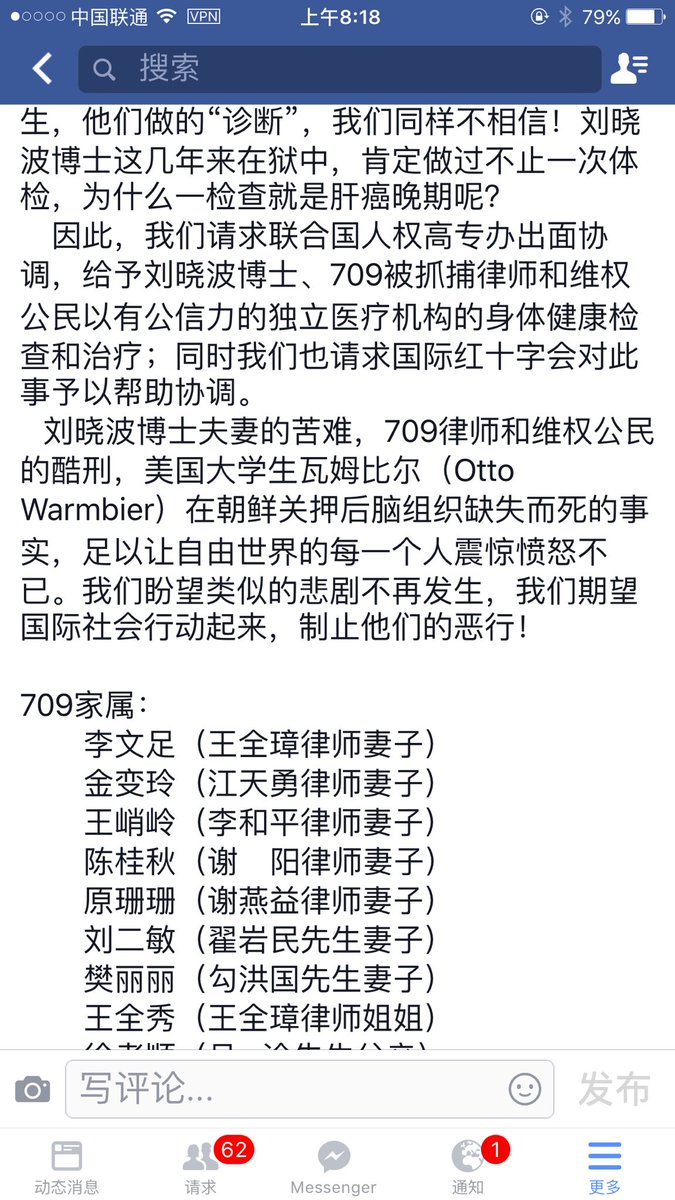 中国联通 VPN 上午8:18 79%
搜索
生，他们做的“诊断”，我们同样不相信！刘晓
波博士这几年来在狱中，肯定做过不止一次体
检，为什么一检查就是肝癌晚期呢？
因此，我们请求联合国人权高专办出面协
调，给予刘晓波博士、709被抓捕律师和维权
公民以有公信力的独立医疗机构的身体健康检
查和治疗；同时我们也请求国际红十字会对此
事予以帮助协调。
刘晓波博士夫妻的苦难，709律师和维权公民
的酷刑，美国大学生瓦姆比尔（Otto
Warmbier）在朝鲜关押后脑组织缺失而死的事
实，足以让自由世界的每一个人震惊愤怒不
已。我们盼望类似的悲剧不再发生，我们期望
国际社会行动起来，制止他们的恶行！
709家属：
李文足（王全璋律师妻子）
金变玲（江天勇律师妻子）
王峭岭（李和平律师妻子）
陈桂秋（谢　阳律师妻子）
原珊珊（谢燕益律师妻子）
刘二敏（翟岩民先生妻子）
樊丽丽（勾洪国先生妻子）
王全秀（王全璋律师姐姐）
写评论... 发布
62 1
动态消息 请求 Messenger 通知 更多